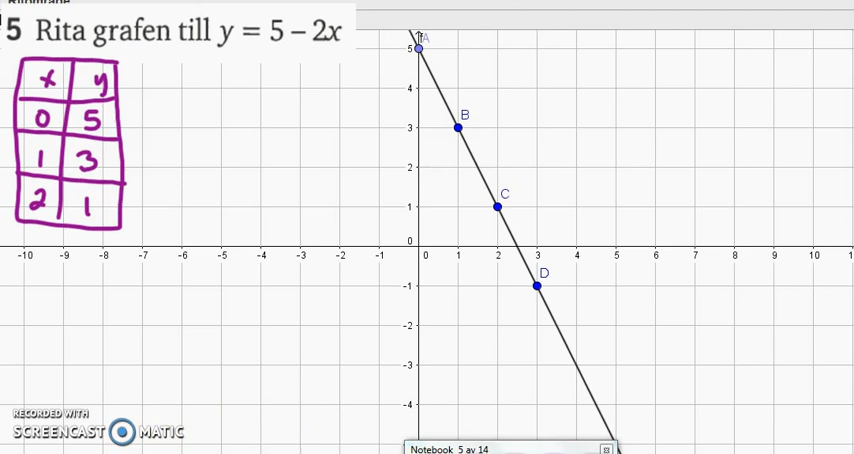 5 Rita grafen till y = 5 – 2x
x y
0 5
1 3
2 1
A
B
C
D
5
4
3
2
1
0
-10 -9 -8 -7 -6 -5 -4 -3 -2 -1 0 1 2 3 4 5 6 7 8 9 10
-1
-2
-3
-4
RECORDED WITH
SCREENCAST MATIC
Notebook 5 av 14